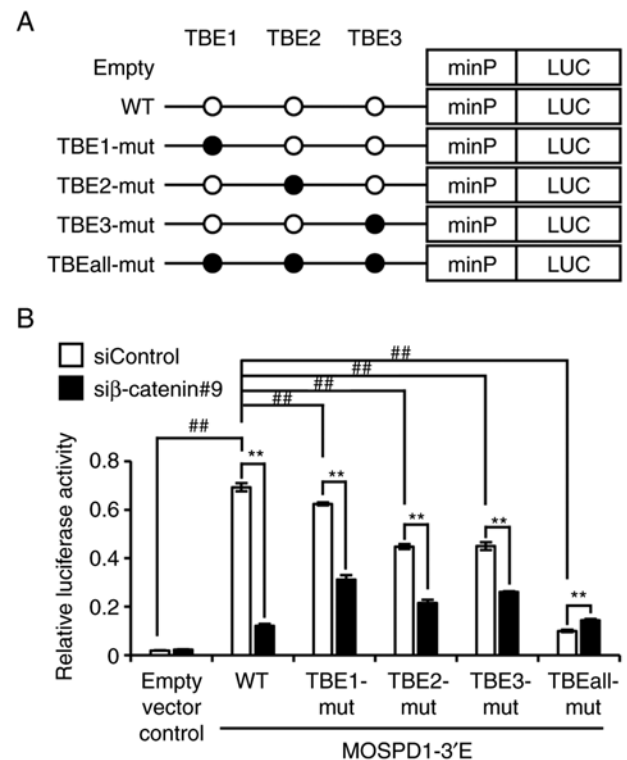 A
TBE1 TBE2 TBE3
Empty minP LUC
WT minP LUC
TBE1-mut minP LUC
TBE2-mut minP LUC
TBE3-mut minP LUC
TBEall-mut minP LUC
B
siControl
siβ-catenin#9
##
##
##
##
##
**
**
**
**
**
Relative luciferase activity
0.8
0.6
0.4
0.2
0
Empty vector control
WT
TBE1-mut
TBE2-mut
TBE3-mut
TBEall-mut
MOSPD1-3′E